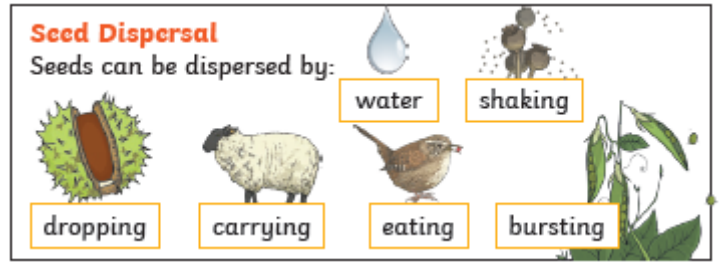 Seed Dispersal
Seeds can be dispersed by:
water
shaking
dropping
carrying
eating
bursting